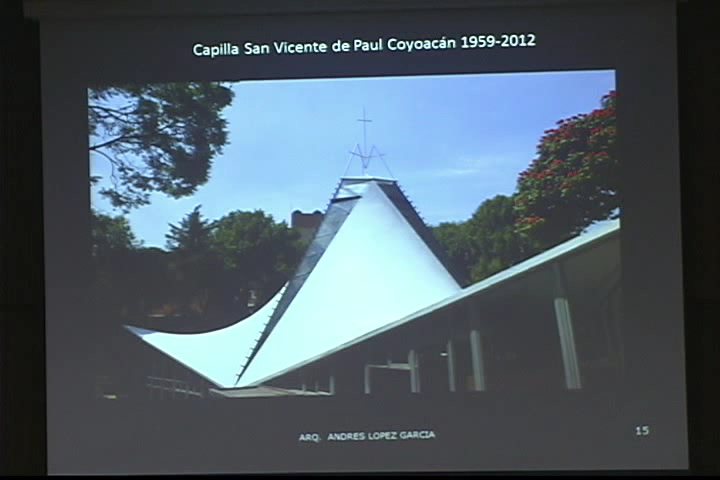 Capilla San Vicente de Paul Coyoacán 1959-2012
ARQ. ANDRES LOPEZ GARCIA
15